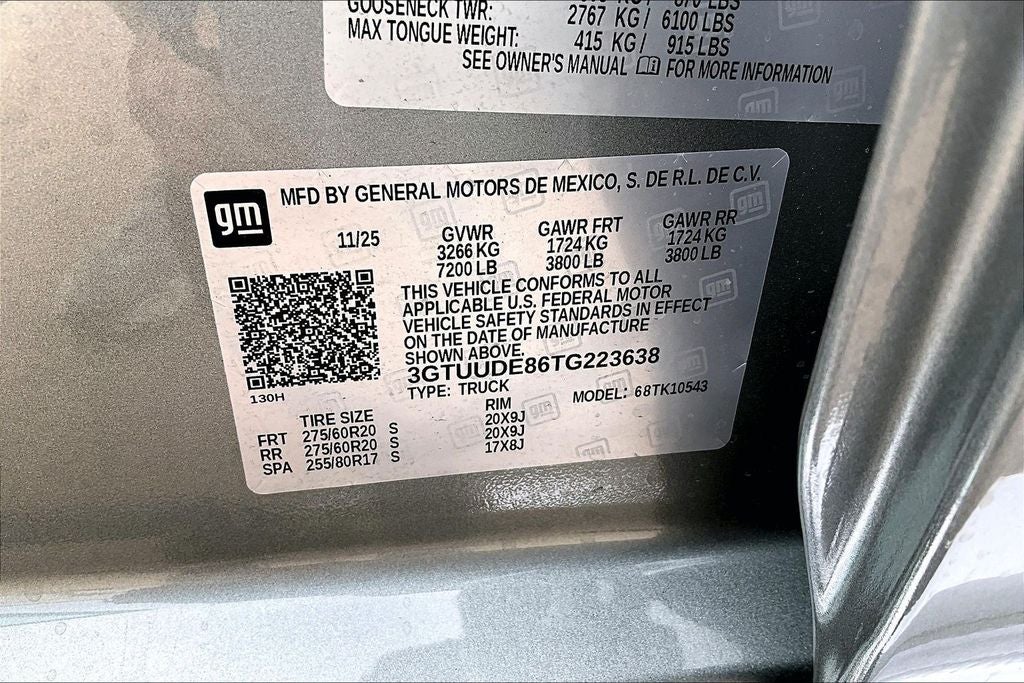 GOOSENECK TWR: 2767 KG / 6100 LBS
MAX TONGUE WEIGHT: 415 KG / 915 LBS
SEE OWNER'S MANUAL FOR MORE INFORMATION
gm
MFD BY GENERAL MOTORS DE MEXICO, S. DE R.L. DE C.V.
11/25 GVWR GAWR FRT GAWR RR
3266 KG 1724 KG 1724 KG
7200 LB 3800 LB 3800 LB
THIS VEHICLE CONFORMS TO ALL
APPLICABLE U.S. FEDERAL MOTOR
VEHICLE SAFETY STANDARDS IN EFFECT
ON THE DATE OF MANUFACTURE
SHOWN ABOVE.
3GTUUDE86TG223638
TYPE: TRUCK MODEL: 68TK10543
130H
TIRE SIZE RIM
FRT 275/60R20 S 20X9J
RR 275/60R20 S 20X9J
SPA 255/80R17 S 17X8J